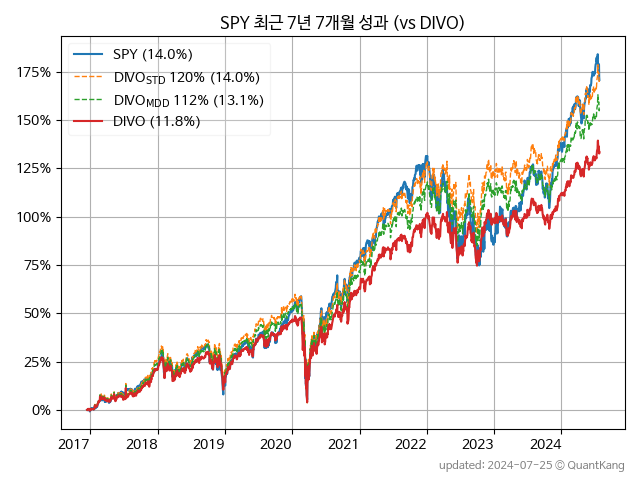 SPY 최근 7년 7개월 성과 (vs DIVO)
SPY (14.0%)
DIVO_STD 120% (14.0%)
DIVO_MDD 112% (13.1%)
DIVO (11.8%)
175%
150%
125%
100%
75%
50%
25%
0%
2017 2018 2019 2020 2021 2022 2023 2024
updated: 2024-07-25 © QuantKang